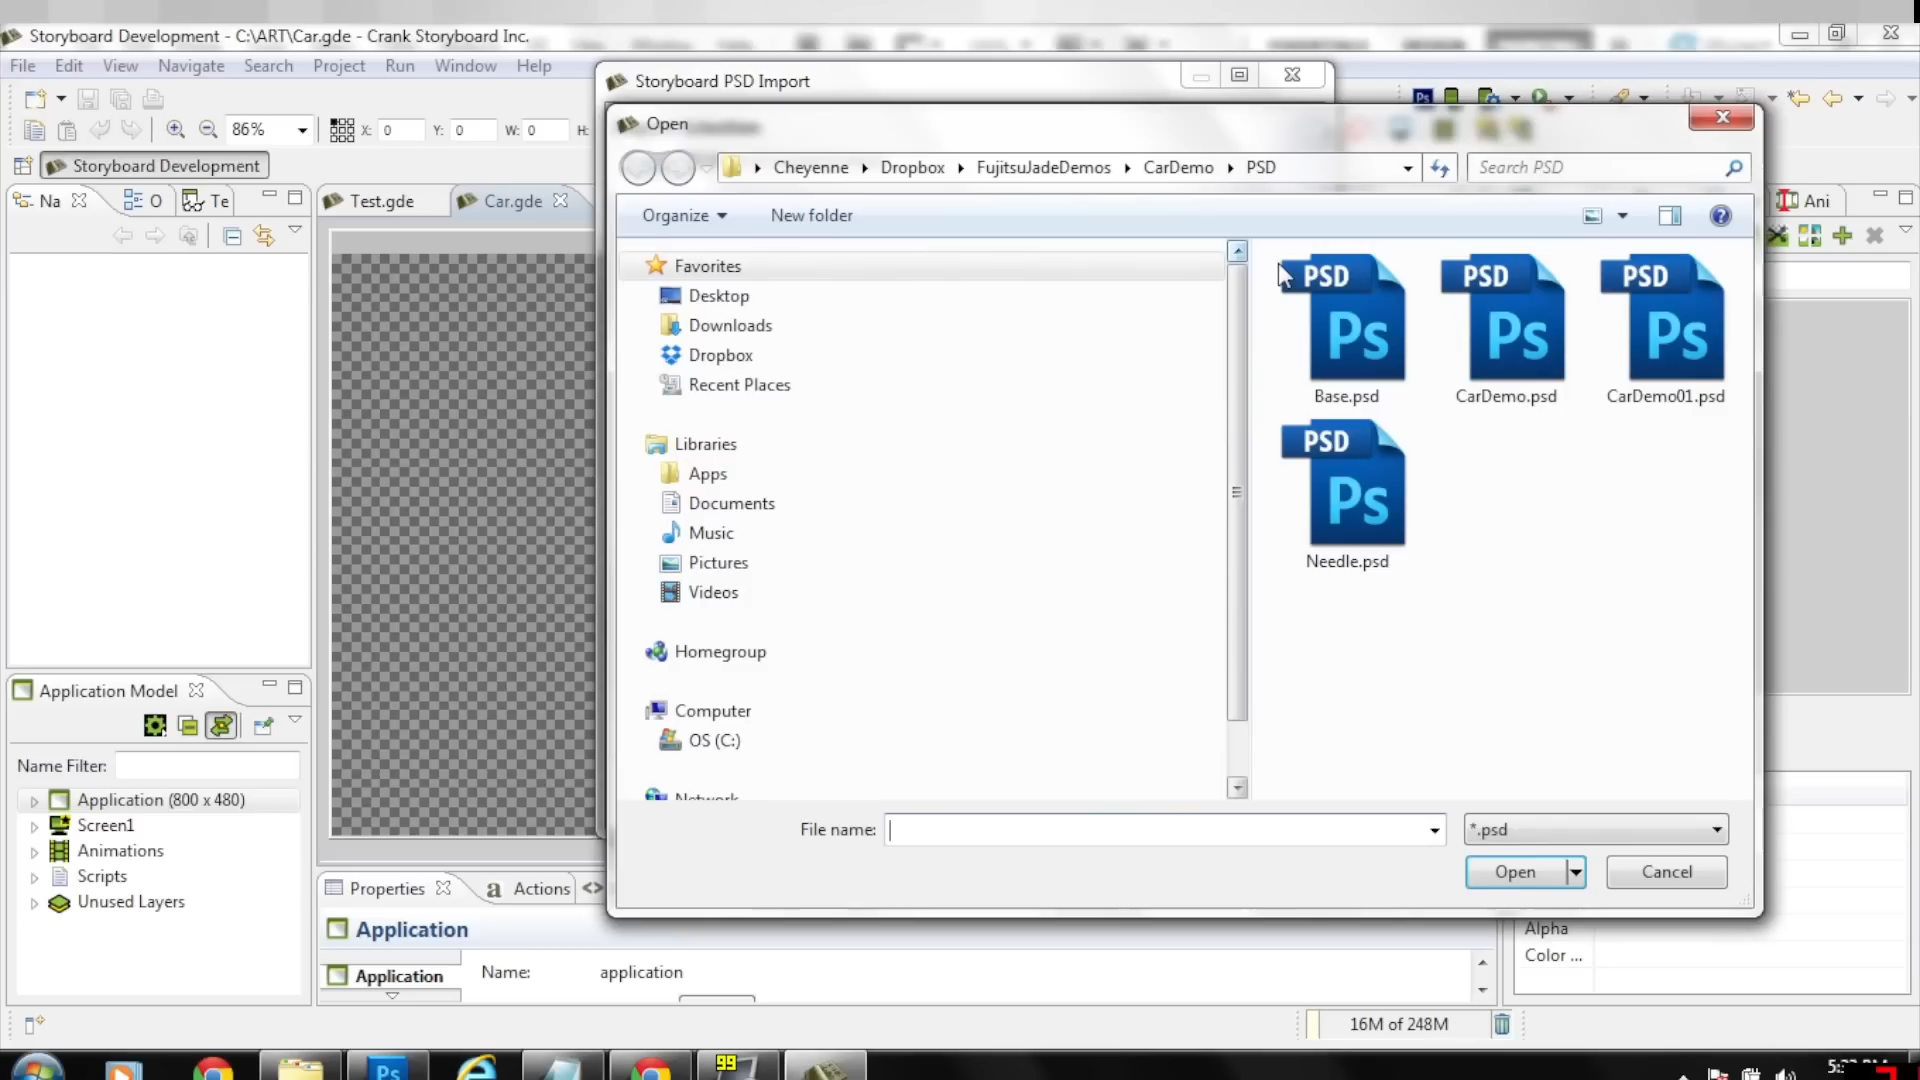 Storyboard Development - C:\ART\Car.gde - Crank Storyboard Inc.
File Edit View Navigate Search Project Run Window Help
Storyboard PSD Import
86% X: 0 Y: 0 W: 0 H:
Open
Cheyenne Dropbox FujitsuJadeDemos CarDemo PSD
Search PSD
Storyboard Development
Na O Te
Test.gde Car.gde
Ani
Organize New folder
Favorites
Desktop
Downloads
Dropbox
Recent Places
Libraries
Apps
Documents
Music
Pictures
Videos
Homegroup
Computer
OS (C:)
Network
PSD Ps
Base.psd
PSD Ps
CarDemo.psd
PSD Ps
CarDemo01.psd
PSD Ps
Needle.psd
File name: *.psd
Open Cancel
Application Model
Name Filter:
Application (800 x 480)
Screen1
Animations
Scripts
Unused Layers
Properties a Actions <>
Application
Application
Name: application
Alpha
Color ...
16M of 248M
Ps
99